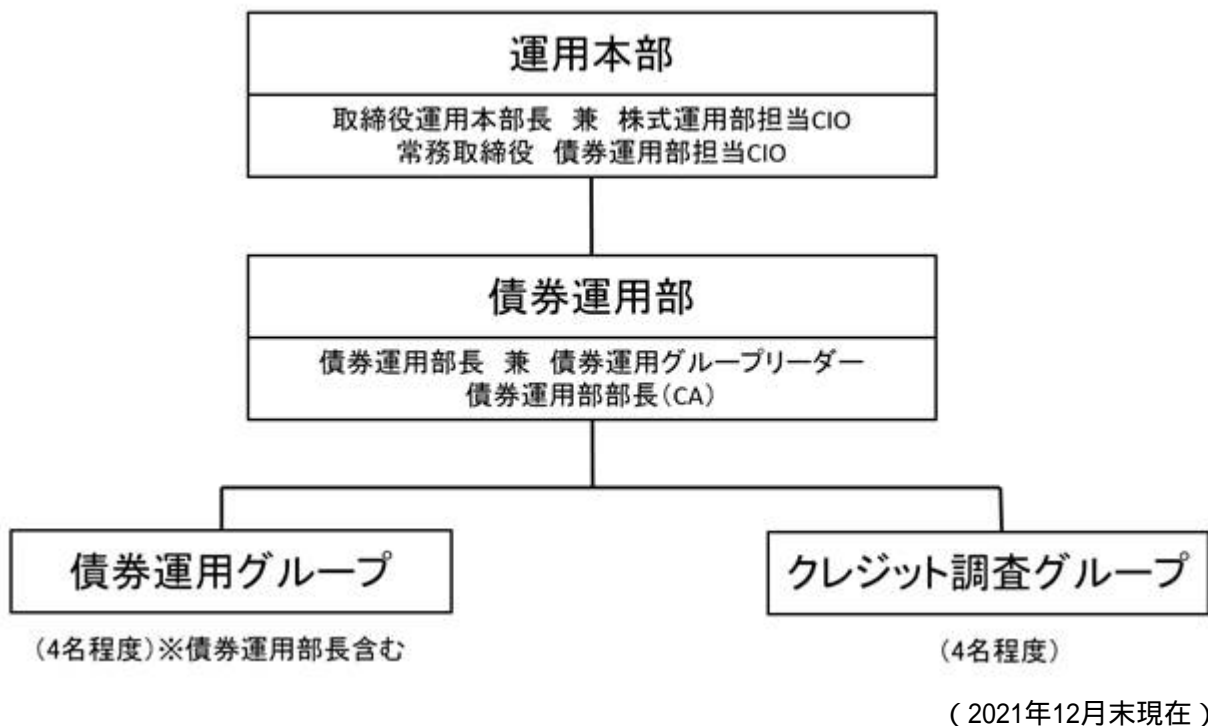 運用本部
取締役運用本部長　兼　株式運用部担当CIO
常務取締役　債券運用部担当CIO
債券運用部
債券運用部長　兼　債券運用グループリーダー
債券運用部部長（CA）
債券運用グループ
クレジット調査グループ
（4名程度）※債券運用部長含む
（4名程度）
（2021年12月末現在）